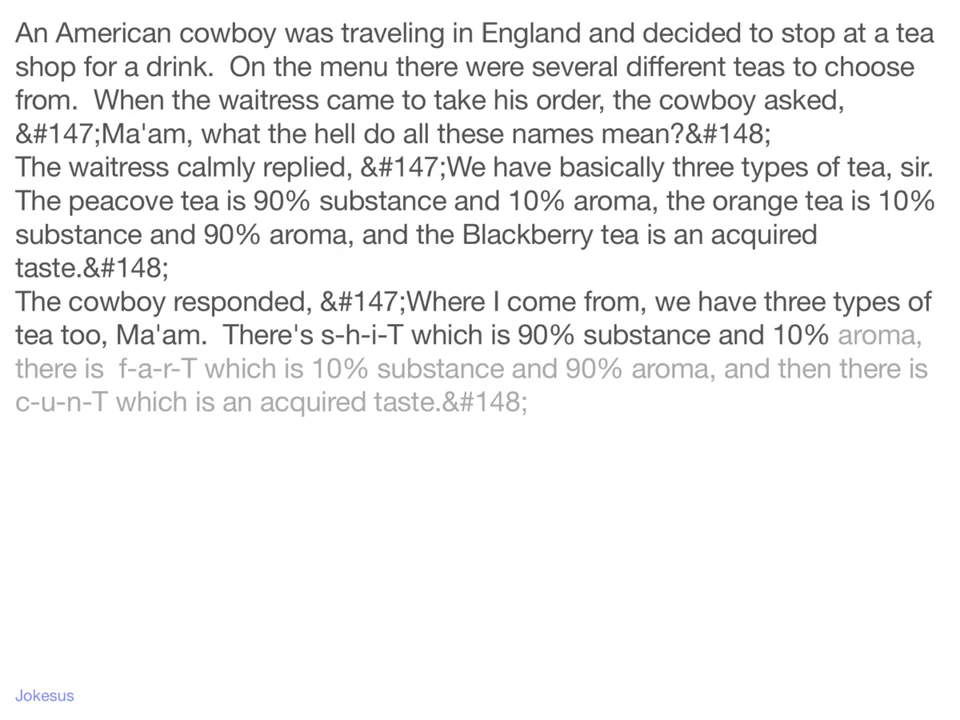 An American cowboy was traveling in England and decided to stop at a tea
shop for a drink.  On the menu there were several different teas to choose
from.  When the waitress came to take his order, the cowboy asked,
&#147;Ma'am, what the hell do all these names mean?&#148;
The waitress calmly replied, &#147;We have basically three types of tea, sir.
The peacove tea is 90% substance and 10% aroma, the orange tea is 10%
substance and 90% aroma, and the Blackberry tea is an acquired
taste.&#148;
The cowboy responded, &#147;Where I come from, we have three types of
tea too, Ma'am.  There's s-h-i-T which is 90% substance and 10% aroma,
there is  f-a-r-T which is 10% substance and 90% aroma, and then there is
c-u-n-T which is an acquired taste.&#148;
Jokesus